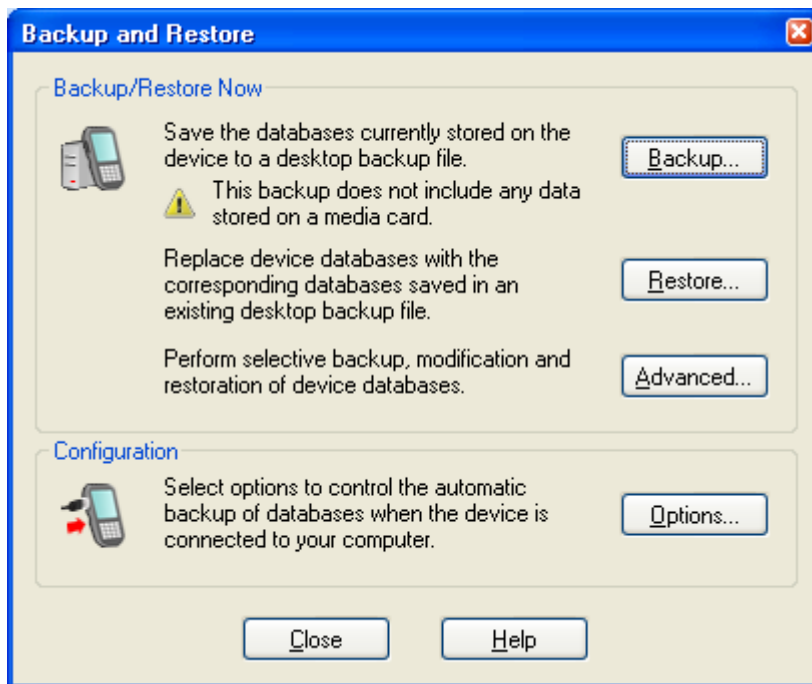 Backup and Restore
Backup/Restore Now
Save the databases currently stored on the
device to a desktop backup file.
Backup...
This backup does not include any data
stored on a media card.
Replace device databases with the
corresponding databases saved in an
existing desktop backup file.
Restore...
Perform selective backup, modification and
restoration of device databases.
Advanced...
Configuration
Select options to control the automatic
backup of databases when the device is
connected to your computer.
Options...
Close
Help